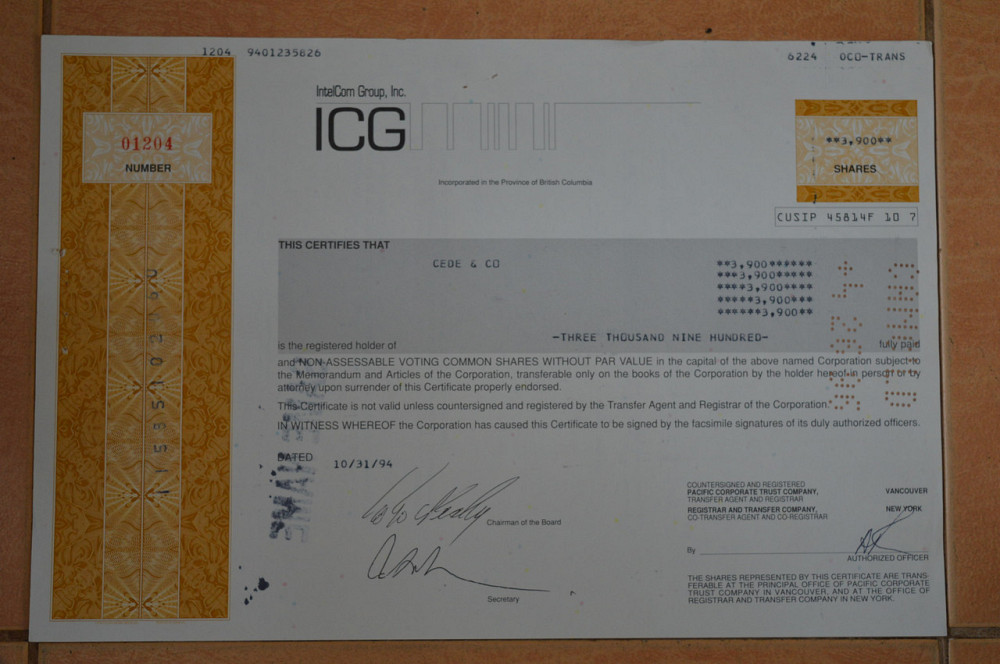 1204 9401235826
6224 OCO-TRANS
01204
NUMBER
IntelCom Group, Inc.
ICG
**3,900**
SHARES
Incorporated in the Province of British Columbia
CUSIP 45814F 10 7
THIS CERTIFIES THAT
CEDE & CO
**3,900******
***3,900*****
****3,900****
*****3,900***
******3,900**
-THREE THOUSAND NINE HUNDRED-
is the registered holder of fully paid
and NON-ASSESSABLE VOTING COMMON SHARES WITHOUT PAR VALUE in the capital of the above named Corporation subject to
the Memorandum and Articles of the Corporation, transferable only on the books of the Corporation by the holder hereof in person or by
attorney upon surrender of this Certificate properly endorsed.
This Certificate is not valid unless countersigned and registered by the Transfer Agent and Registrar of the Corporation.
IN WITNESS WHEREOF the Corporation has caused this Certificate to be signed by the facsimile signatures of its duly authorized officers.
DATED 10/31/94
Chairman of the Board
Secretary
COUNTERSIGNED AND REGISTERED
PACIFIC CORPORATE TRUST COMPANY, VANCOUVER
TRANSFER AGENT AND REGISTRAR
REGISTRAR AND TRANSFER COMPANY, NEW YORK
CO-TRANSFER AGENT AND CO-REGISTRAR
By
AUTHORIZED OFFICER
THE SHARES REPRESENTED BY THIS CERTIFICATE ARE TRANS-
FERABLE AT THE PRINCIPAL OFFICE OF PACIFIC CORPORATE
TRUST COMPANY IN VANCOUVER, AND AT THE OFFICE OF
REGISTRAR AND TRANSFER COMPANY IN NEW YORK.